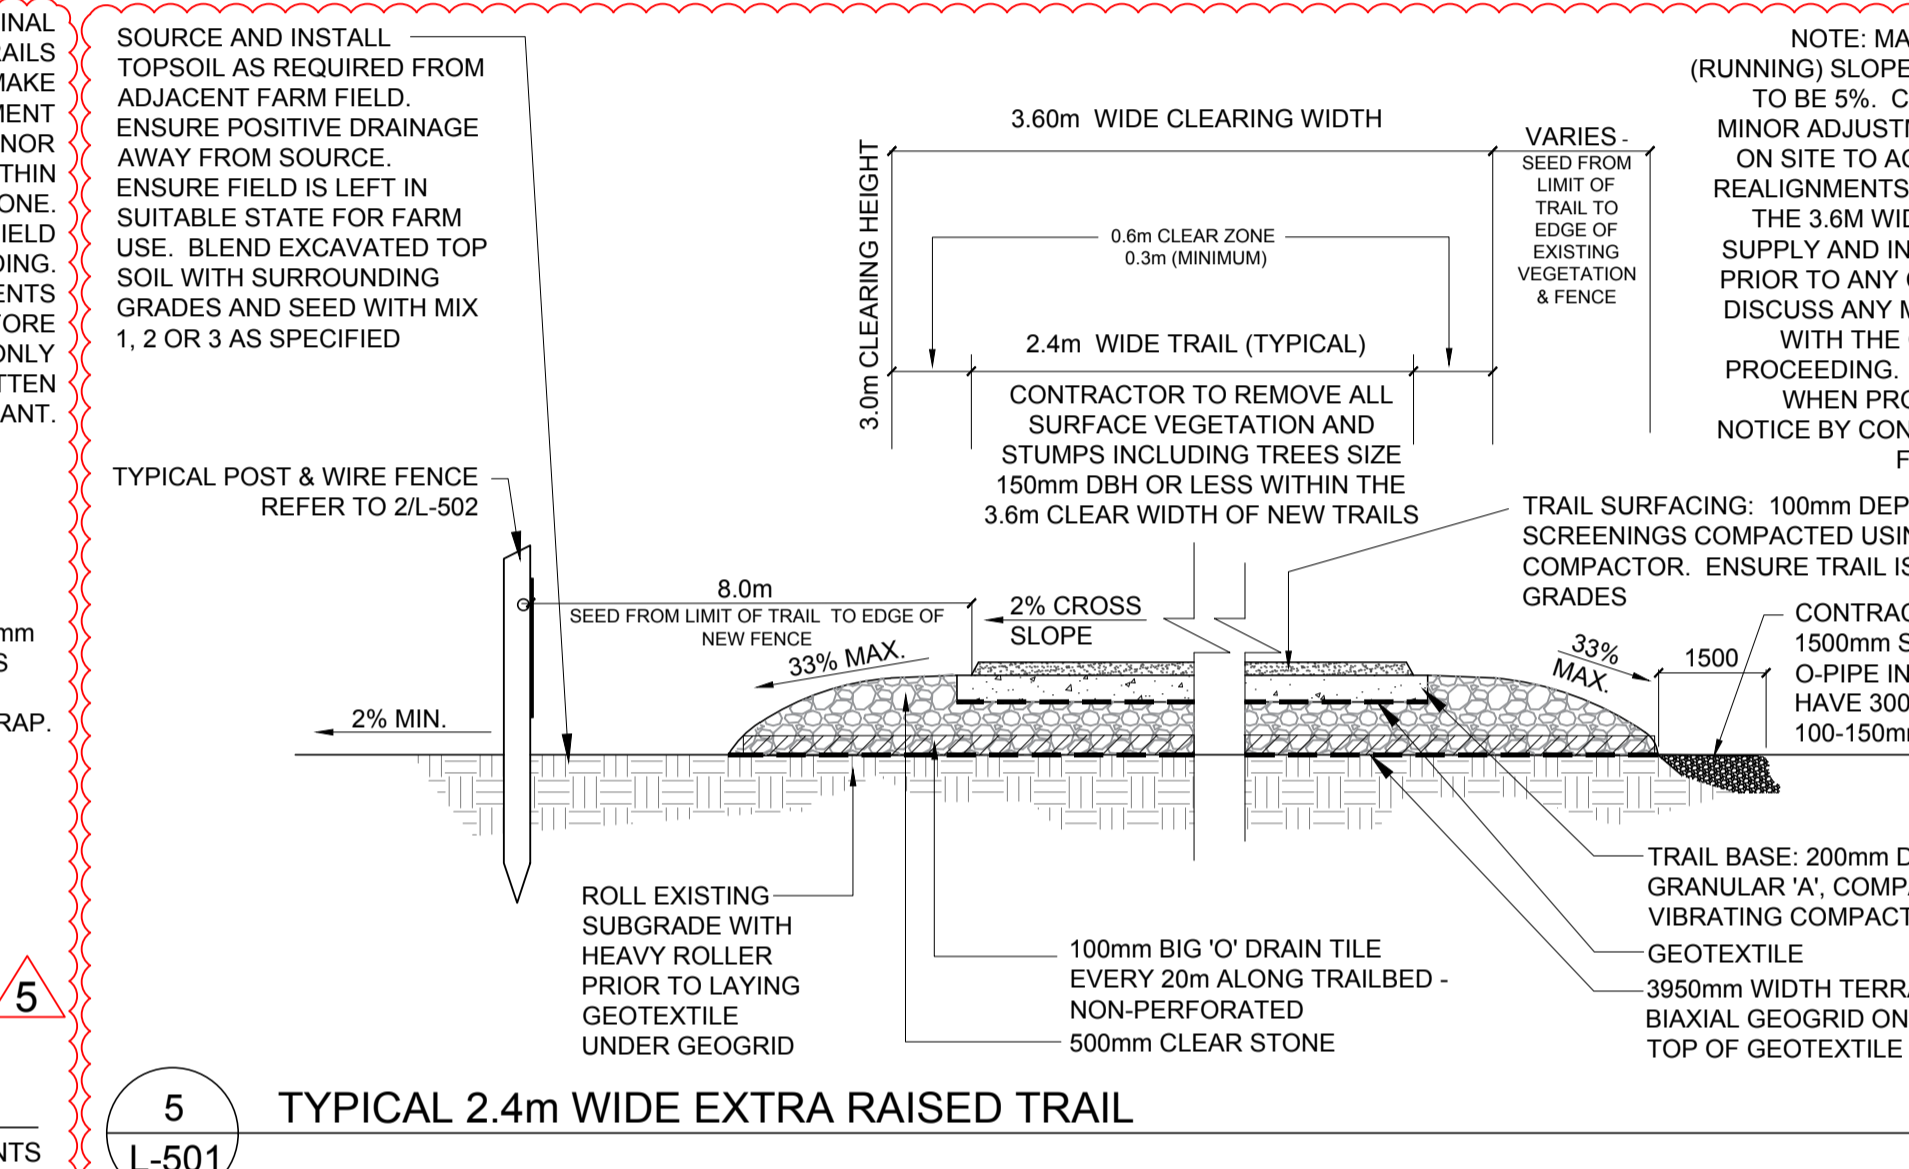 INAL
RAILS
MAKE
MENT
NOR
THIN
ONE.
IELD
DING.
ENTS
FORE
ONLY
TTEN
ANT.
mm
S
RAP.
5
NTS
SOURCE AND INSTALL
TOPSOIL AS REQUIRED FROM
ADJACENT FARM FIELD.
ENSURE POSITIVE DRAINAGE
AWAY FROM SOURCE.
ENSURE FIELD IS LEFT IN
SUITABLE STATE FOR FARM
USE.  BLEND EXCAVATED TOP
SOIL WITH SURROUNDING
GRADES AND SEED WITH MIX
1, 2 OR 3 AS SPECIFIED
TYPICAL POST & WIRE FENCE
REFER TO 2/L-502
3.0m CLEARING HEIGHT
3.60m  WIDE CLEARING WIDTH
0.6m CLEAR ZONE
0.3m (MINIMUM)
2.4m  WIDE TRAIL (TYPICAL)
CONTRACTOR TO REMOVE ALL
SURFACE VEGETATION AND
STUMPS INCLUDING TREES SIZE
150mm DBH OR LESS WITHIN THE
3.6m CLEAR WIDTH OF NEW TRAILS
VARIES -
SEED FROM
LIMIT OF
TRAIL TO
EDGE OF
EXISTING
VEGETATION
& FENCE
NOTE: MA
(RUNNING) SLOPE
TO BE 5%.  C
MINOR ADJUSTM
ON SITE TO AC
REALIGNMENTS
THE 3.6M WID
SUPPLY AND IN
PRIOR TO ANY
DISCUSS ANY M
WITH THE
PROCEEDING.
WHEN PRO
NOTICE BY CON
F
TRAIL SURFACING:  100mm DEP
SCREENINGS COMPACTED USIN
COMPACTOR.  ENSURE TRAIL IS
GRADES
8.0m
SEED FROM LIMIT OF TRAIL  TO EDGE OF
NEW FENCE
2% CROSS
SLOPE
33% MAX.
2% MIN.
33%
MAX.
1500
CONTRAC
1500mm S
O-PIPE IN
HAVE 300
100-150mm
ROLL EXISTING
SUBGRADE WITH
HEAVY ROLLER
PRIOR TO LAYING
GEOTEXTILE
UNDER GEOGRID
100mm BIG 'O' DRAIN TILE
EVERY 20m ALONG TRAILBED -
NON-PERFORATED
500mm CLEAR STONE
TRAIL BASE: 200mm D
GRANULAR 'A', COMPA
VIBRATING COMPACT
GEOTEXTILE
3950mm WIDTH TERRA
BIAXIAL GEOGRID ON
TOP OF GEOTEXTILE
5
L-501
TYPICAL 2.4m WIDE EXTRA RAISED TRAIL